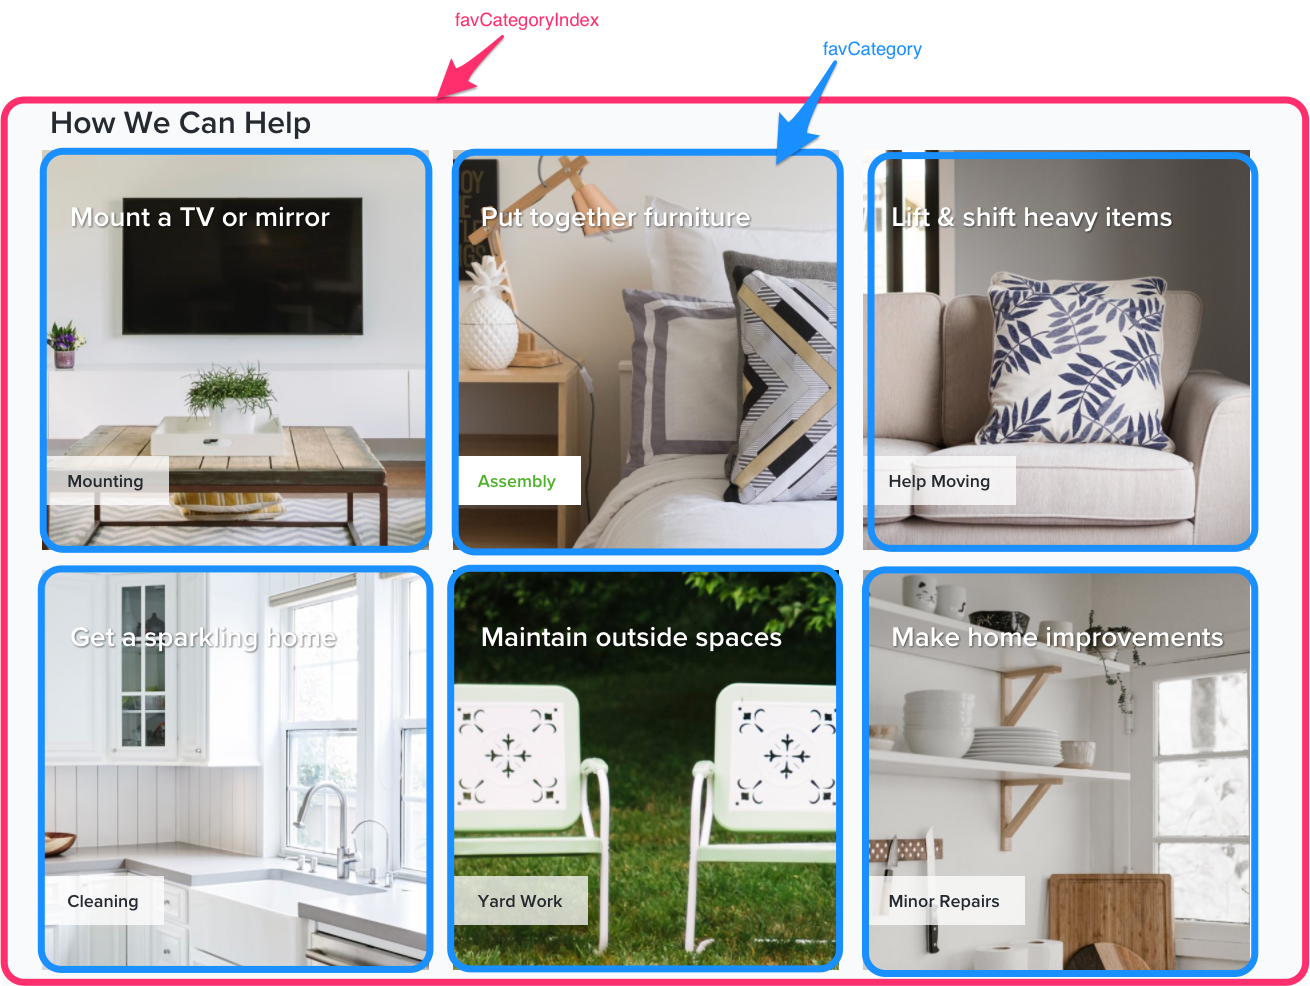 favCategoryIndex
favCategory
How We Can Help
Mount a TV or mirror
Put together furniture
Lift & shift heavy items
Mounting
Assembly
Help Moving
Get a sparkling home
Maintain outside spaces
Make home improvements
Cleaning
Yard Work
Minor Repairs